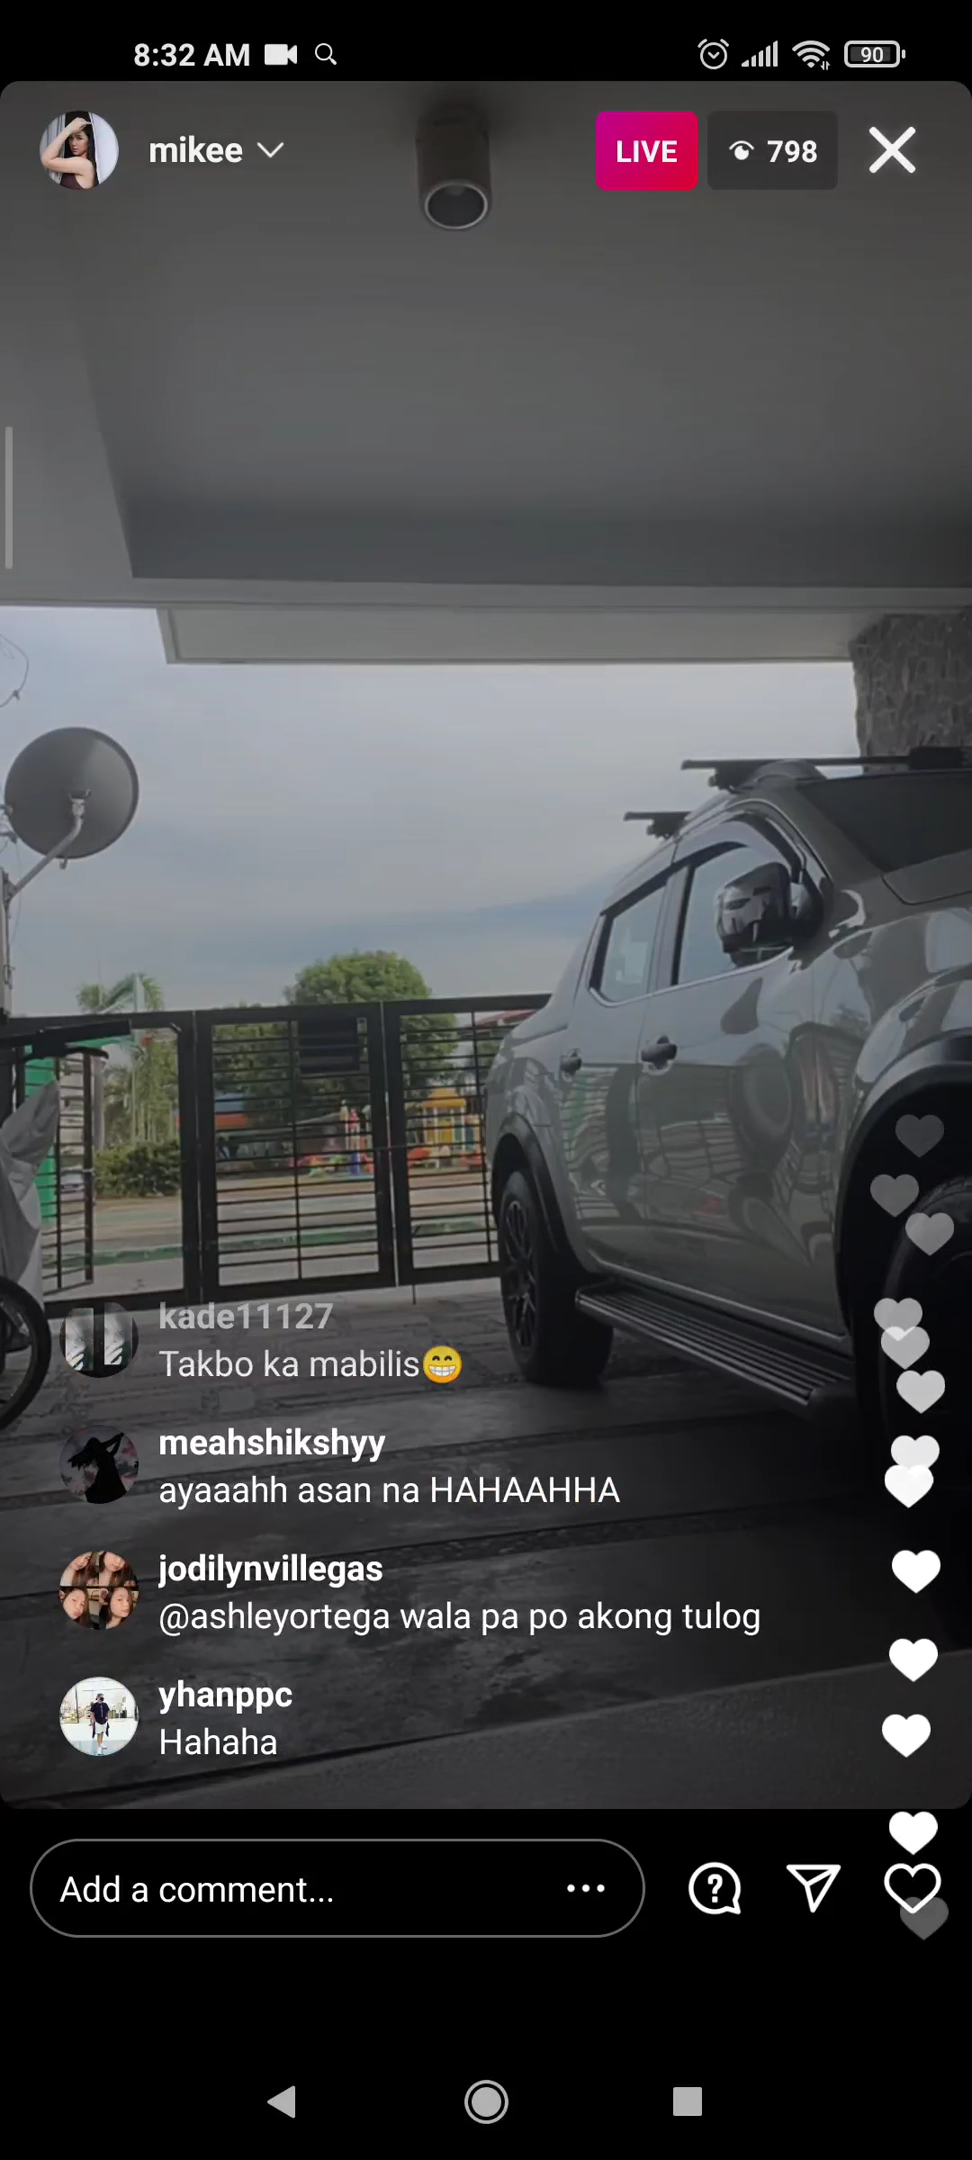 8:32 AM
90
mikee
LIVE
798
kade11127
Takbo ka mabilis😁
meahshikshyy
ayaaahh asan na HAHAAHHA
jodilynvillegas
@ashleyortega wala pa po akong tulog
yhanppc
Hahaha
Add a comment...